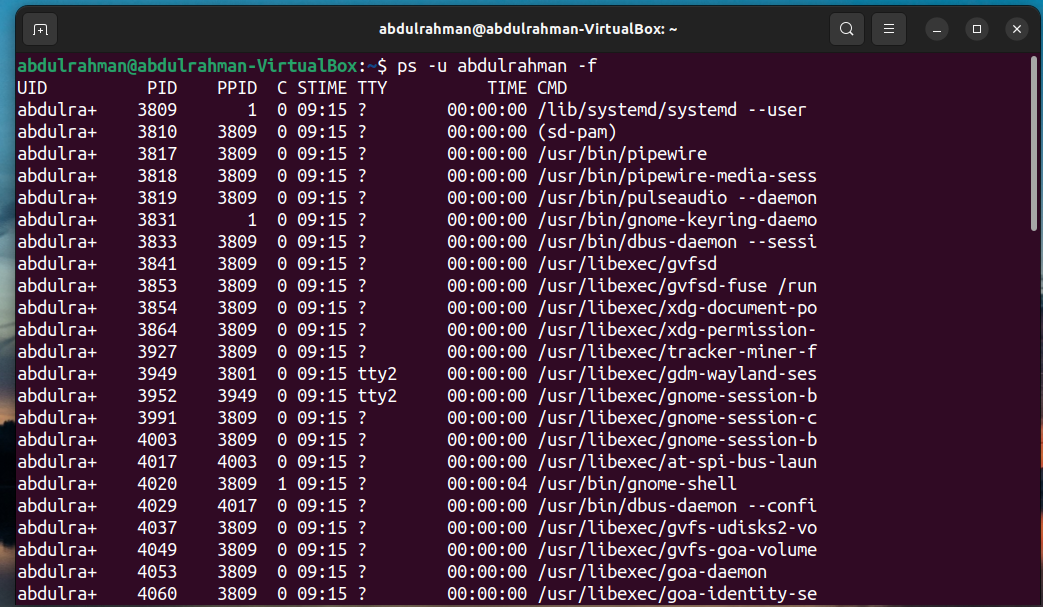 abdulrahman@abdulrahman-VirtualBox: ~
abdulrahman@abdulrahman-VirtualBox:~$ ps -u abdulrahman -f
UID          PID    PPID  C STIME TTY          TIME CMD
abdulra+    3809       1  0 09:15 ?        00:00:00 /lib/systemd/systemd --user
abdulra+    3810    3809  0 09:15 ?        00:00:00 (sd-pam)
abdulra+    3817    3809  0 09:15 ?        00:00:00 /usr/bin/pipewire
abdulra+    3818    3809  0 09:15 ?        00:00:00 /usr/bin/pipewire-media-sess
abdulra+    3819    3809  0 09:15 ?        00:00:00 /usr/bin/pulseaudio --daemon
abdulra+    3831       1  0 09:15 ?        00:00:00 /usr/bin/gnome-keyring-daemo
abdulra+    3833    3809  0 09:15 ?        00:00:00 /usr/bin/dbus-daemon --sessi
abdulra+    3841    3809  0 09:15 ?        00:00:00 /usr/libexec/gvfsd
abdulra+    3853    3809  0 09:15 ?        00:00:00 /usr/libexec/gvfsd-fuse /run
abdulra+    3854    3809  0 09:15 ?        00:00:00 /usr/libexec/xdg-document-po
abdulra+    3864    3809  0 09:15 ?        00:00:00 /usr/libexec/xdg-permission-
abdulra+    3927    3809  0 09:15 ?        00:00:00 /usr/libexec/tracker-miner-f
abdulra+    3949    3801  0 09:15 tty2     00:00:00 /usr/libexec/gdm-wayland-ses
abdulra+    3952    3949  0 09:15 tty2     00:00:00 /usr/libexec/gnome-session-b
abdulra+    3991    3809  0 09:15 ?        00:00:00 /usr/libexec/gnome-session-c
abdulra+    4003    3809  0 09:15 ?        00:00:00 /usr/libexec/gnome-session-b
abdulra+    4017    4003  0 09:15 ?        00:00:00 /usr/libexec/at-spi-bus-laun
abdulra+    4020    3809  1 09:15 ?        00:00:04 /usr/bin/gnome-shell
abdulra+    4029    4017  0 09:15 ?        00:00:00 /usr/bin/dbus-daemon --confi
abdulra+    4037    3809  0 09:15 ?        00:00:00 /usr/libexec/gvfs-udisks2-vo
abdulra+    4049    3809  0 09:15 ?        00:00:00 /usr/libexec/gvfs-goa-volume
abdulra+    4053    3809  0 09:15 ?        00:00:00 /usr/libexec/goa-daemon
abdulra+    4060    3809  0 09:15 ?        00:00:00 /usr/libexec/goa-identity-se